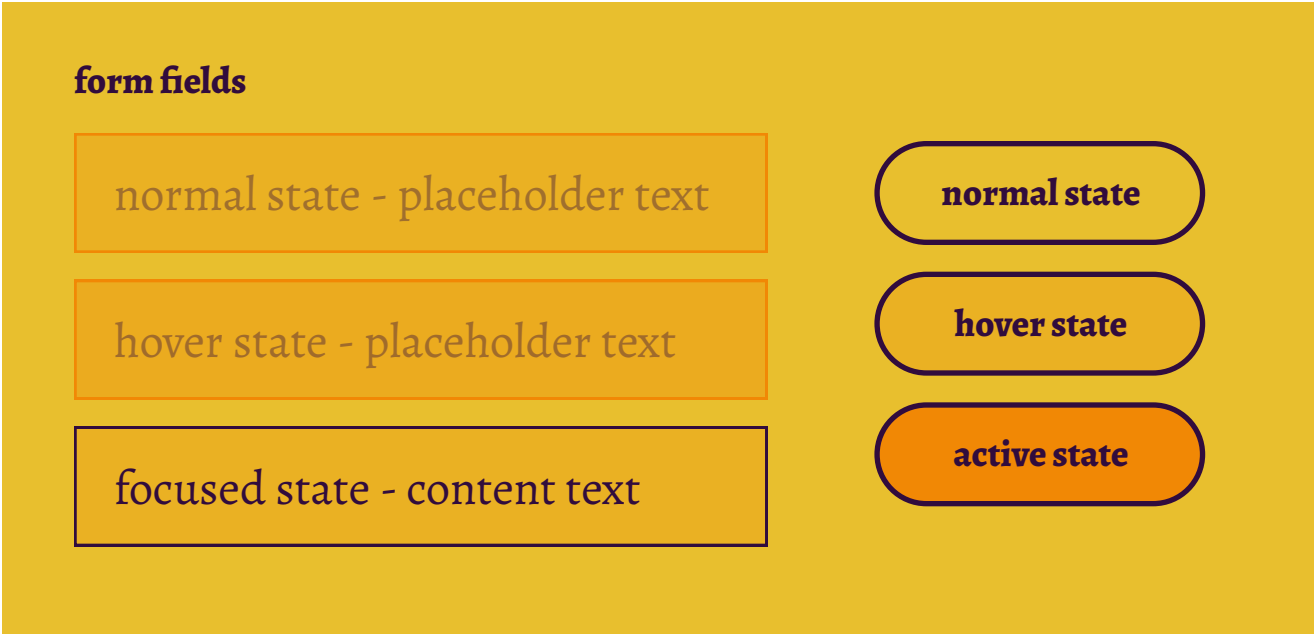 form fields
normal state - placeholder text
hover state - placeholder text
focused state - content text
normal state
hover state
active state